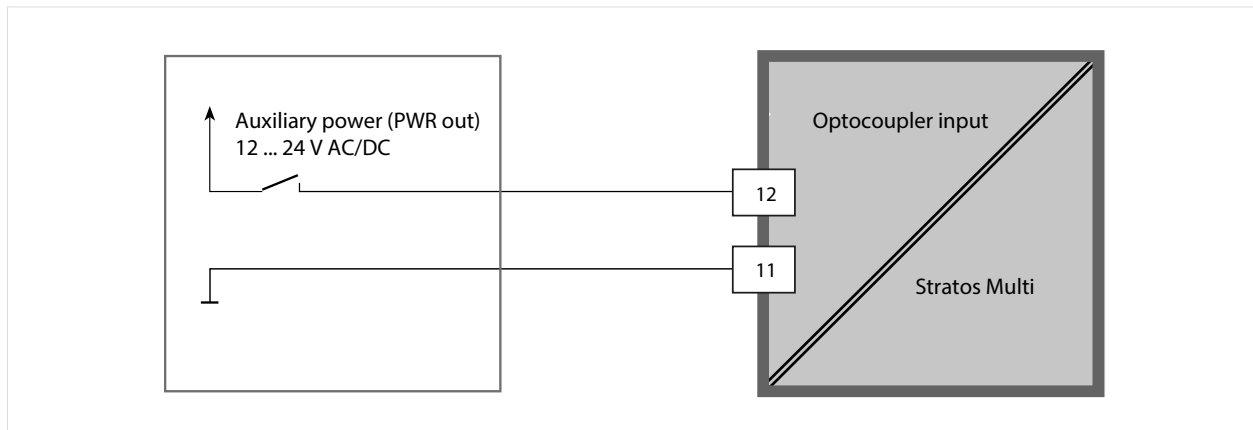 Auxiliary power (PWR out)
12 ... 24 V AC/DC
Optocoupler input
12
11
Stratos Multi